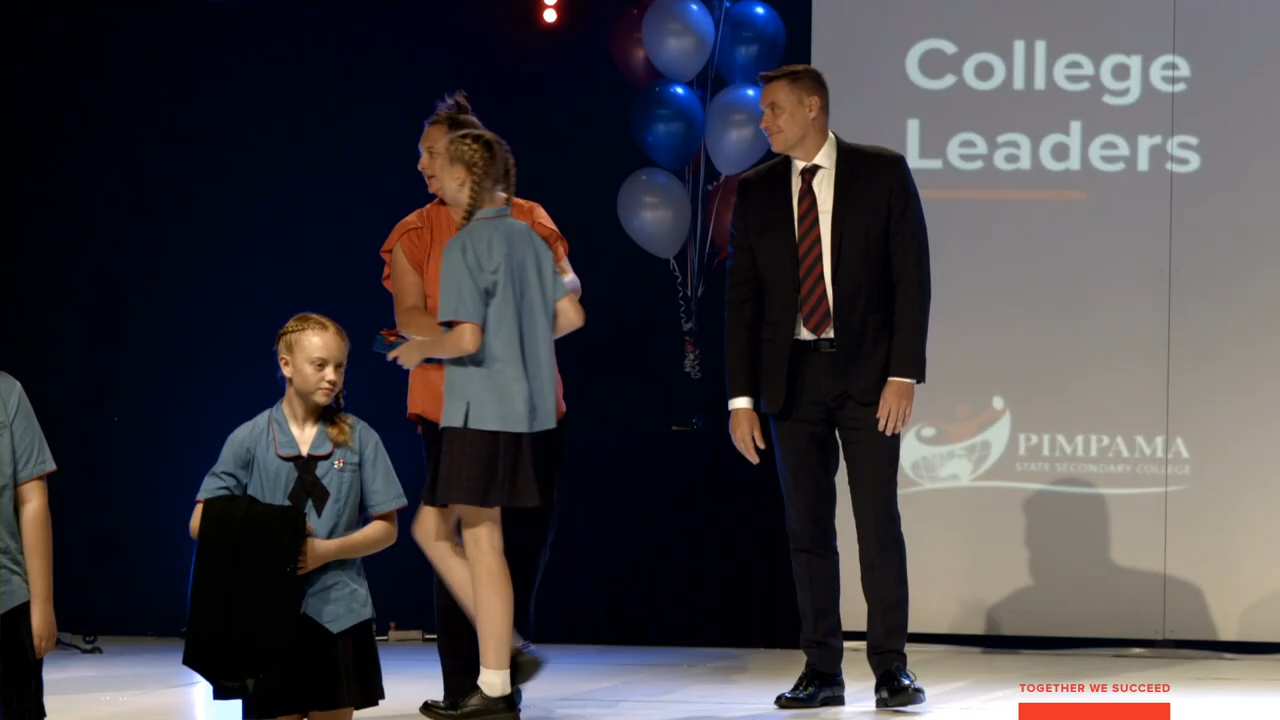 College
Leaders
PIMPAMA
STATE SECONDARY COLLEGE
TOGETHER WE SUCCEED